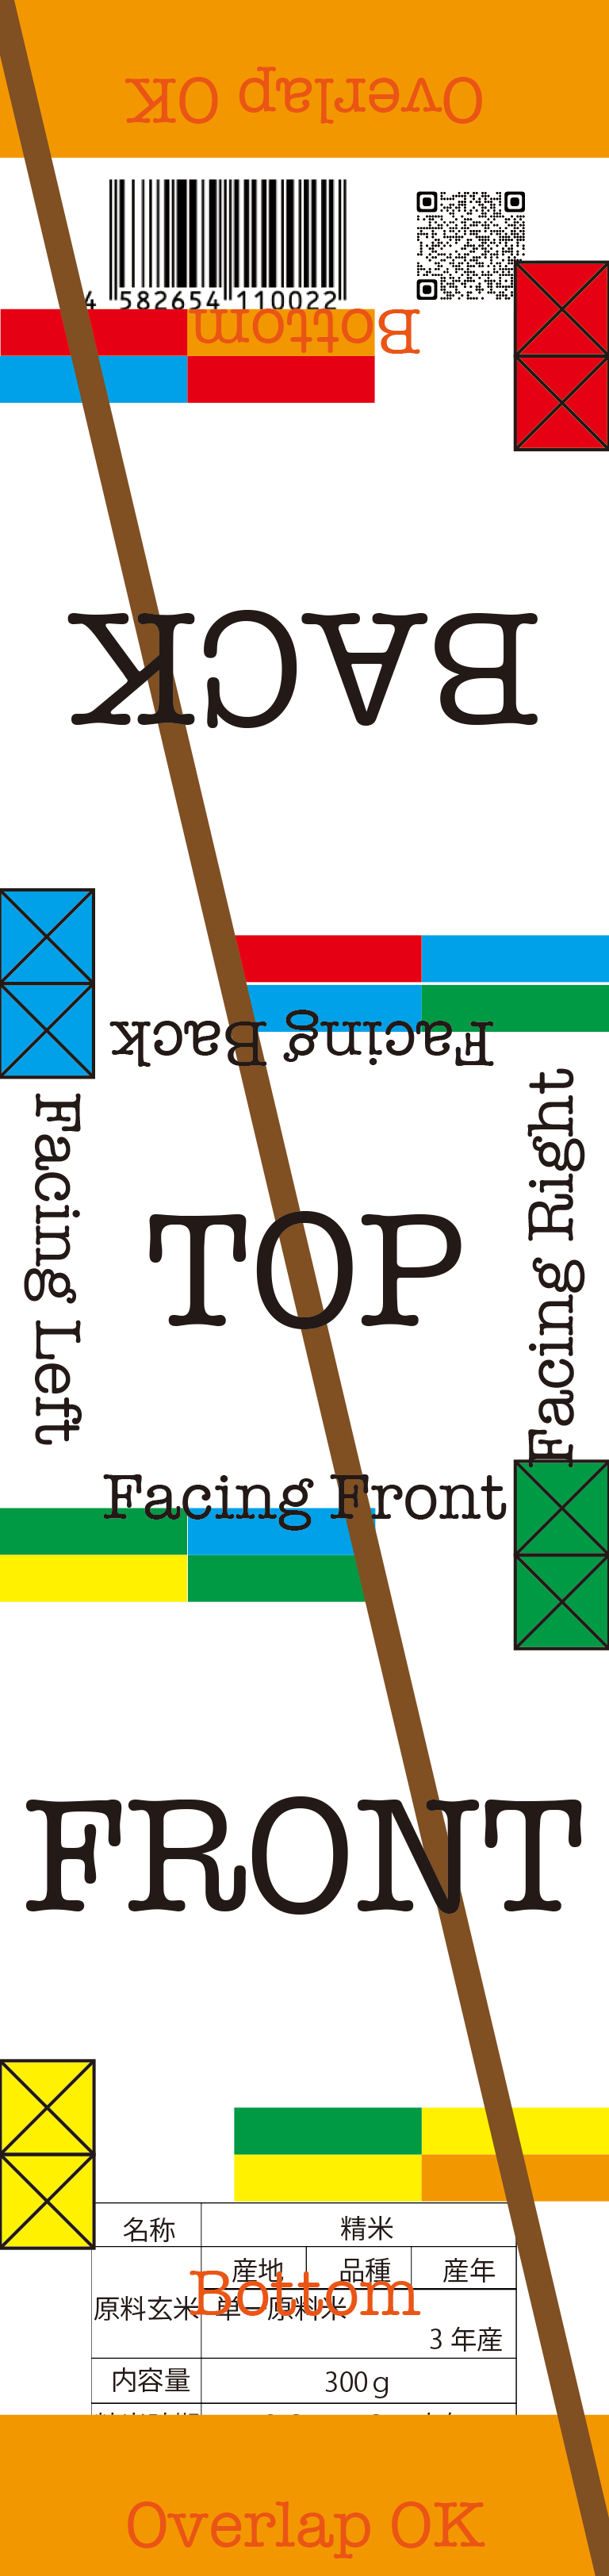 Overlap OK
4 582654 110022
Bottom
BACK
Facing Back
Facing Left
Facing Right
TOP
Facing Front
FRONT
名称 精米
産地 品種 産年
Bottom
原料玄米 単一原料米
3 年産
内容量 300g
Overlap OK